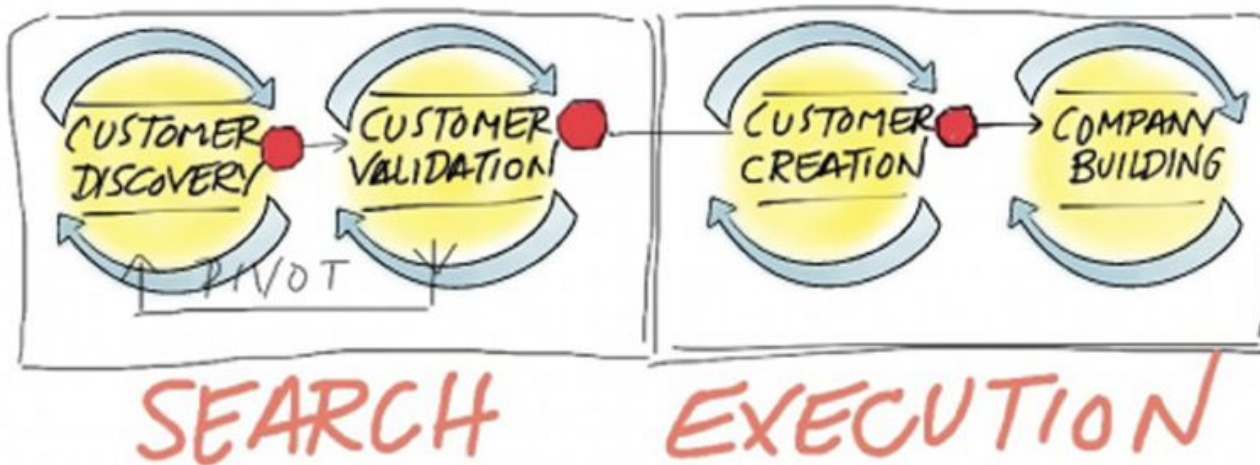 CUSTOMER
DISCOVERY
CUSTOMER
VALIDATION
CUSTOMER
CREATION
COMPANY
BUILDING
PIVOT
SEARCH
EXECUTION